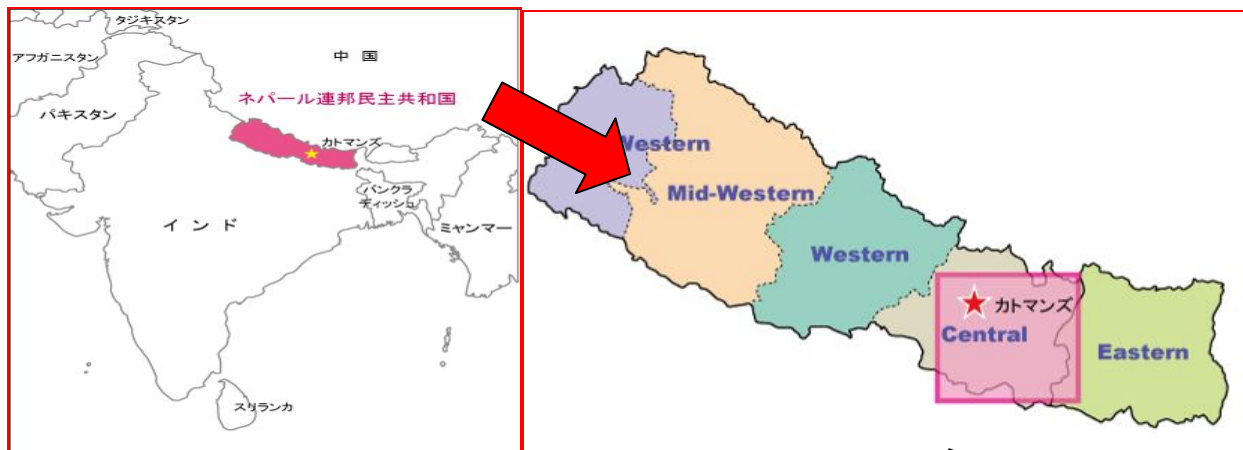 タジキスタン
アフガニスタン
中 国
ネパール連邦民主共和国
パキスタン
カトマンズ
バンクラ
ディッシュ
イ ン ド
ミャンマー
スリランカ
Western
Mid-Western
Western
カトマンズ
Central
Eastern